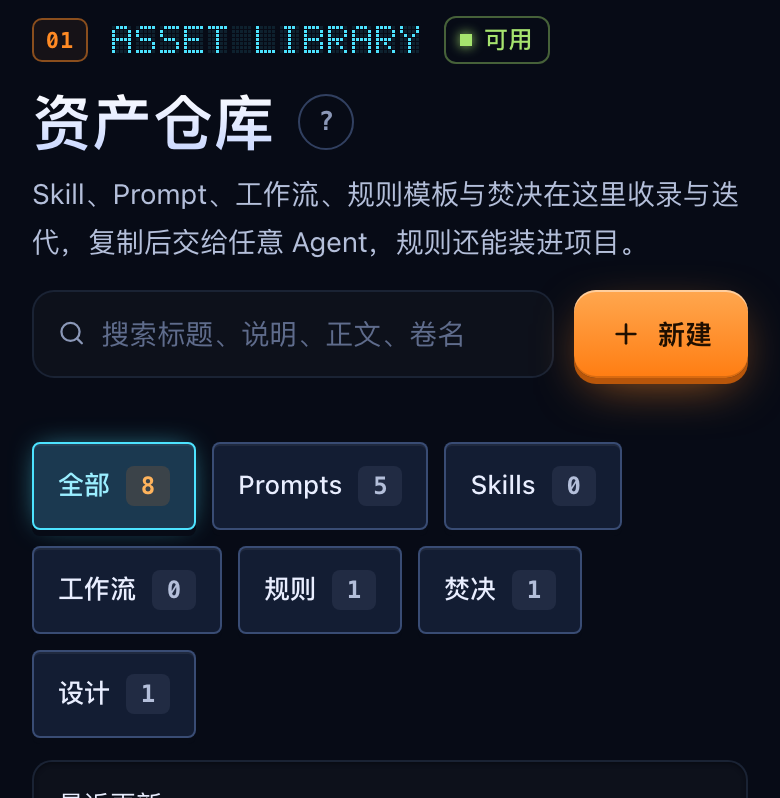 01 ASSET LIBRARY 可用
资产仓库 ?
Skill、Prompt、工作流、规则模板与焚决在这里收录与迭
代，复制后交给任意 Agent，规则还能装进项目。
搜索标题、说明、正文、卷名 + 新建
全部 8 Prompts 5 Skills 0
工作流 0 规则 1 焚决 1
设计 1
最近更新